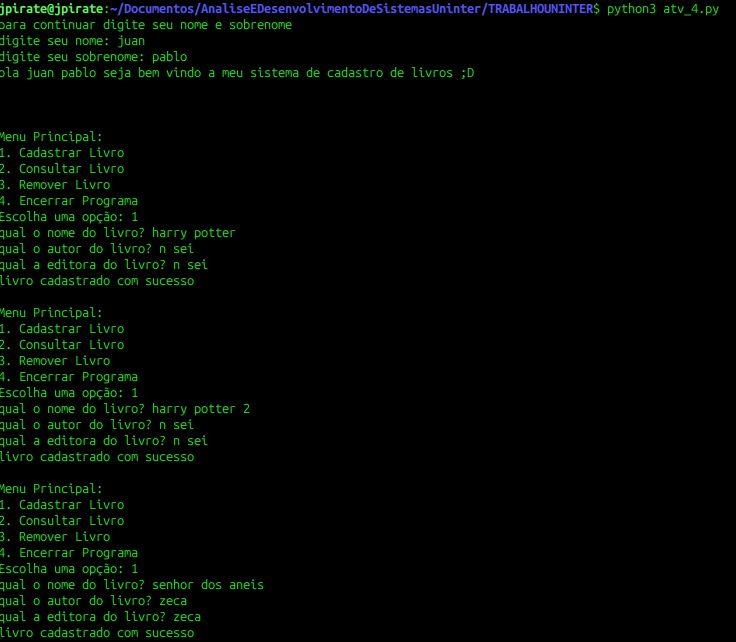 jpirate@jpirate:~/Documentos/AnaliseEDesenvolvimentoDeSistemasUninter/TRABALHOUNINTER$ python3 atv_4.py
para continuar digite seu nome e sobrenome
digite seu nome: juan
digite seu sobrenome: pablo
ola juan pablo seja bem vindo a meu sistema de cadastro de livros ;D
Menu Principal:
1. Cadastrar Livro
2. Consultar Livro
3. Remover Livro
4. Encerrar Programa
Escolha uma opção: 1
qual o nome do livro? harry potter
qual o autor do livro? n sei
qual a editora do livro? n sei
livro cadastrado com sucesso
Menu Principal:
1. Cadastrar Livro
2. Consultar Livro
3. Remover Livro
4. Encerrar Programa
Escolha uma opção: 1
qual o nome do livro? harry potter 2
qual o autor do livro? n sei
qual a editora do livro? n sei
livro cadastrado com sucesso
Menu Principal:
1. Cadastrar Livro
2. Consultar Livro
3. Remover Livro
4. Encerrar Programa
Escolha uma opção: 1
qual o nome do livro? senhor dos aneis
qual o autor do livro? zeca
qual a editora do livro? zeca
livro cadastrado com sucesso